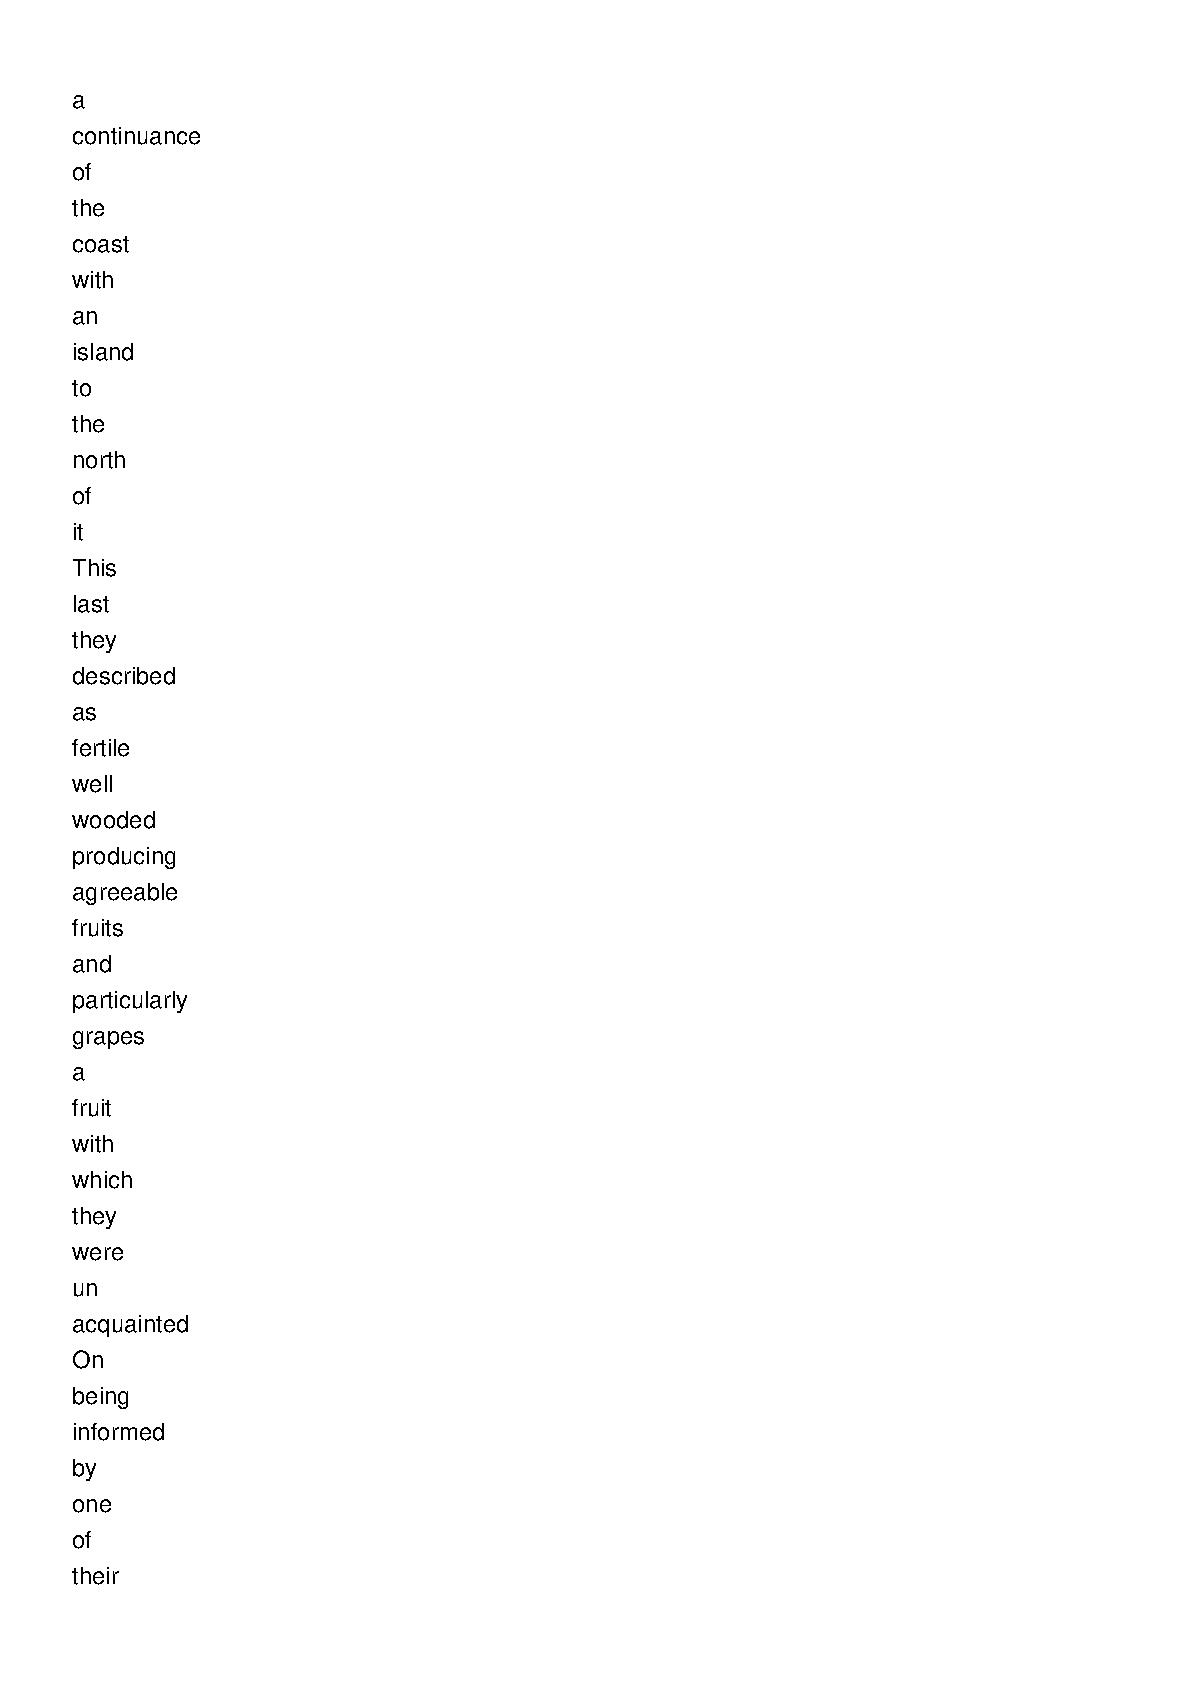 a
continuance
of
the
coast
with
an
island
to
the
north
of
it
This
last
they
described
as
fertile
well
wooded
producing
agreeable
fruits
and
particularly
grapes
a
fruit
with
which
they
were
un
acquainted
On
being
informed
by
one
of
their